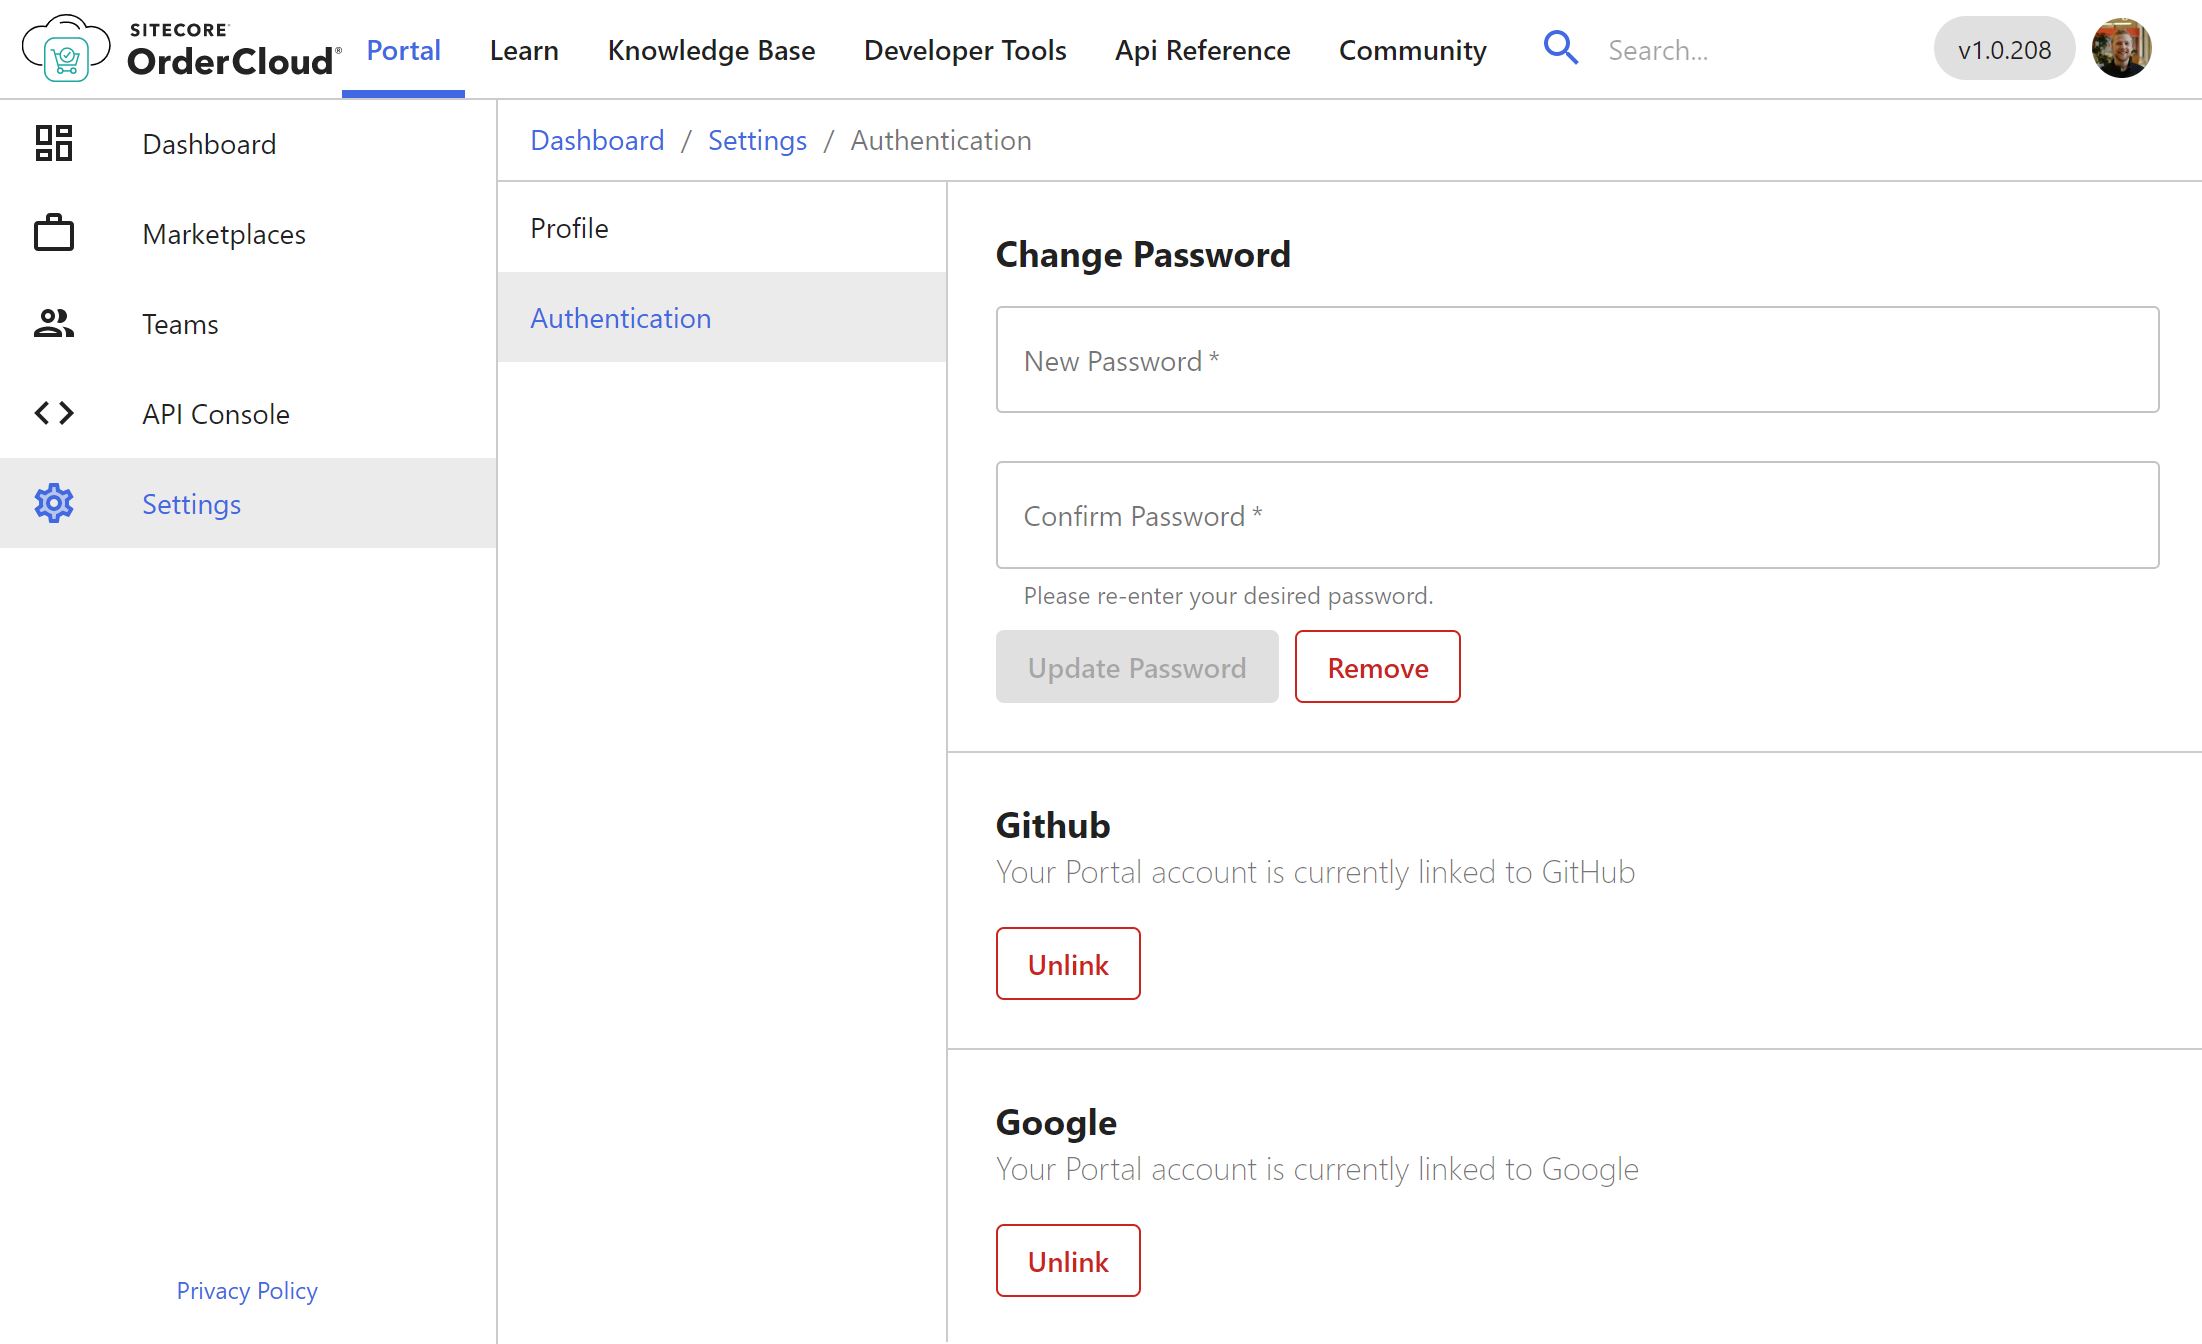 SITECORE
OrderCloud®
Portal
Learn
Knowledge Base
Developer Tools
Api Reference
Community
Search...
v1.0.208
Dashboard
Marketplaces
Teams
API Console
Settings
Privacy Policy
Dashboard / Settings / Authentication
Profile
Authentication
Change Password
New Password *
Confirm Password *
Please re-enter your desired password.
Update Password
Remove
Github
Your Portal account is currently linked to GitHub
Unlink
Google
Your Portal account is currently linked to Google
Unlink